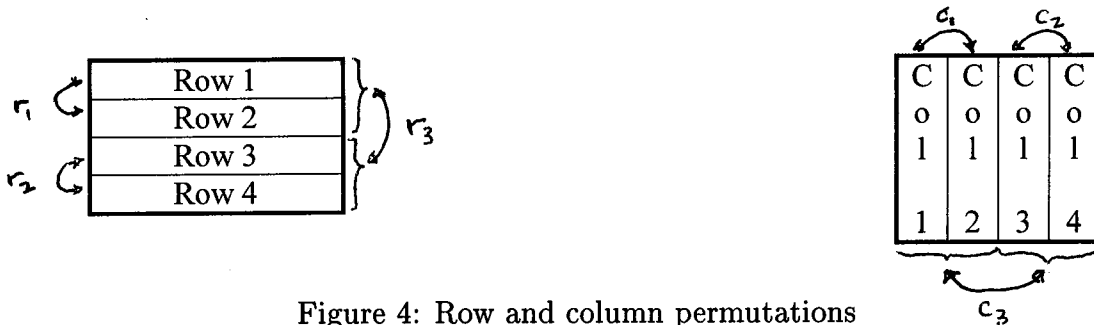 r₁
Row 1
Row 2
Row 3
Row 4
r₂
r₃
c₁
c₂
C C C C
o o o o
l l l l
1 2 3 4
c₃
Figure 4: Row and column permutations